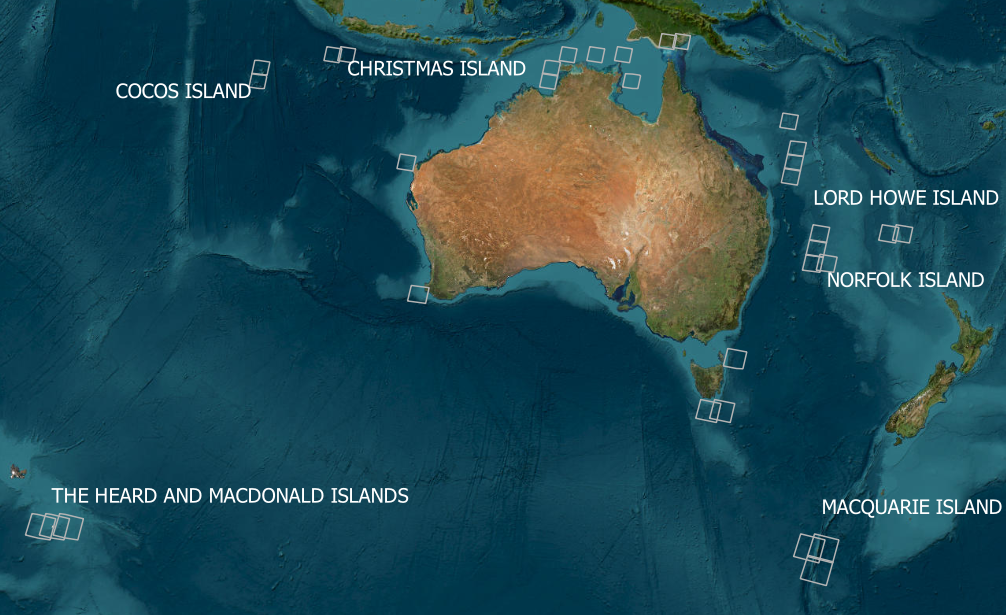 CHRISTMAS ISLAND
COCOS ISLAND
LORD HOWE ISLAND
NORFOLK ISLAND
THE HEARD AND MACDONALD ISLANDS
MACQUARIE ISLAND